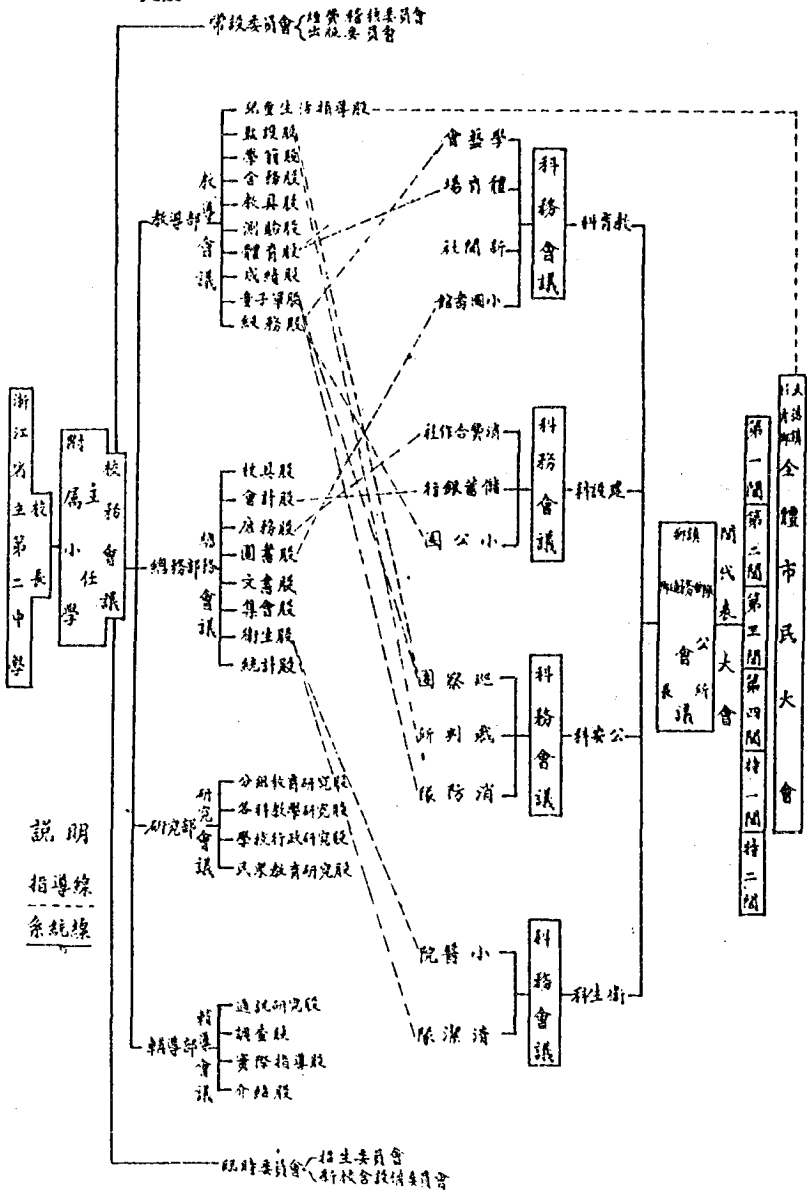 常設委員會
經費稽核委員會
出版委員會
教導部
教導會議
兒童生活指導股
監護股
學籍股
舍務股
教具股
測驗股
體育股
成績股
童子軍股
級務股
總務部
總務會議
校具股
會計股
庶務股
圖書股
文書股
集會股
衛生股
統計股
研究部
研究會議
分組教育研究股
各科教學研究股
學校行政研究股
民衆教育研究股
輔導部
輔導會議
通訊研究股
調查股
實際指導股
介紹股
臨時委員會
招生委員會
新校舍設備委員會
浙江省立第二中學
校長
附屬小學
主任
校務會議
說明
指導線
系統線
會藝學
場育體
社聞新
館書圖小
科務會議
科育教
社作合費消
行銀蓄儲
園公小
科務會議
科設建
團察巡
所判裁
隊防消
科務會議
科安公
院醫小
隊潔清
科務會議
科生衛
鄉鎮
公所
會議
長
閭代表大會
第一閭
第二閭
第三閭
第四閭
特一閭
特二閭
全體市民大會